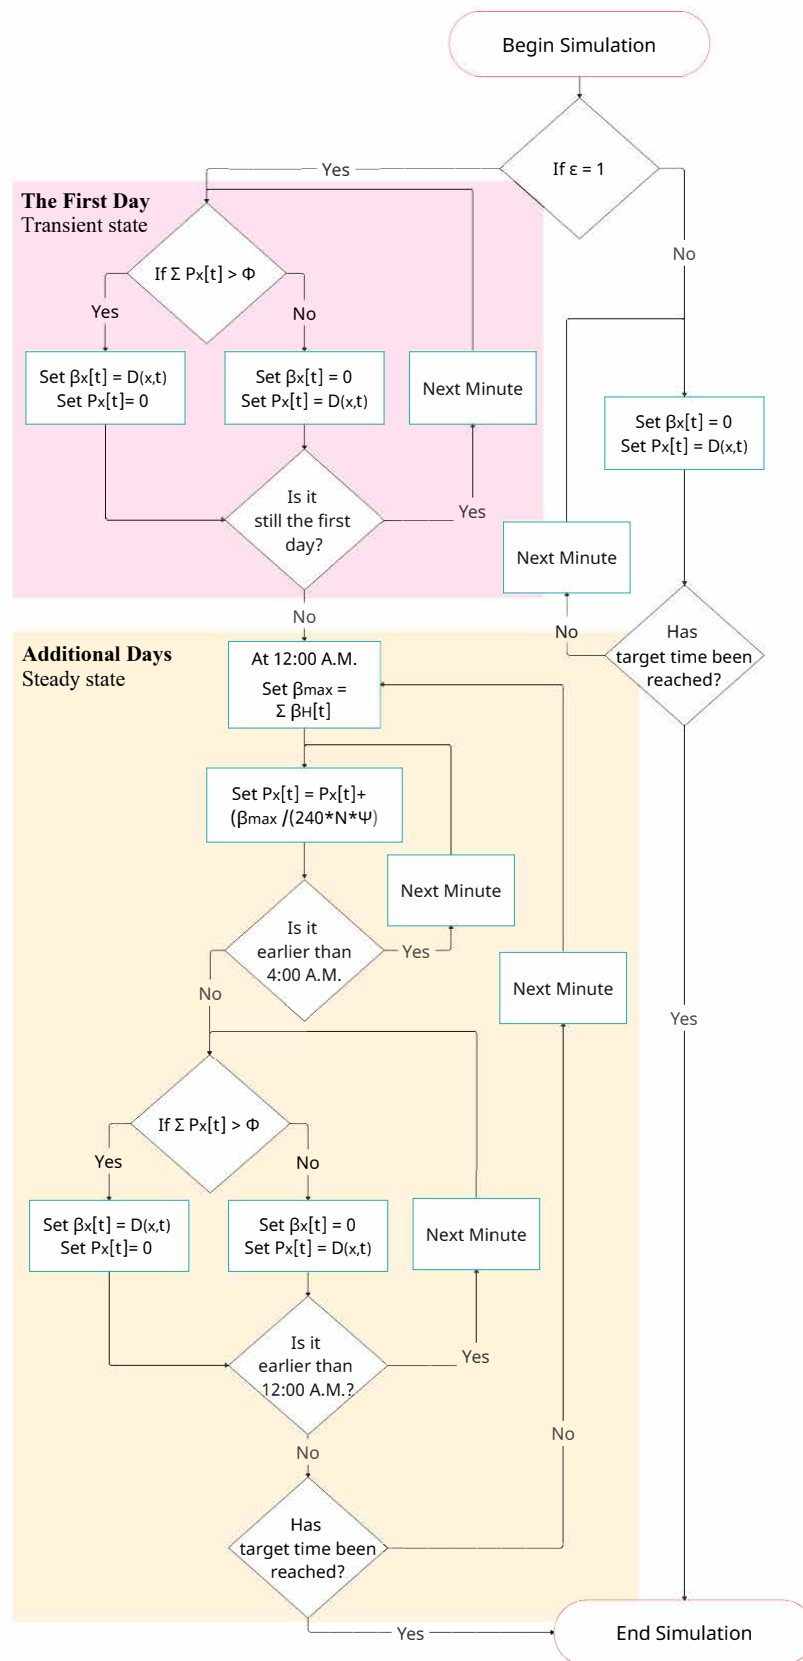 Begin Simulation
If ε = 1
Yes
No
The First Day
Transient state
If Σ Px[t] > Φ
Yes
No
Set βx[t] = D(x,t)
Set Px[t]= 0
Set βx[t] = 0
Set Px[t] = D(x,t)
Next Minute
Is it
still the first
day?
Yes
No
Set βx[t] = 0
Set Px[t] = D(x,t)
Next Minute
No
Has
target time been
reached?
Yes
Additional Days
Steady state
At 12:00 A.M.
Set βmax =
Σ βH[t]
Set Px[t] = Px[t]+
(βmax /(240*N*Ψ)
Next Minute
Is it
earlier than
4:00 A.M.
Yes
No
Next Minute
If Σ Px[t] > Φ
Yes
No
Set βx[t] = D(x,t)
Set Px[t]= 0
Set βx[t] = 0
Set Px[t] = D(x,t)
Next Minute
Is it
earlier than
12:00 A.M.?
Yes
No
No
Has
target time been
reached?
Yes
End Simulation